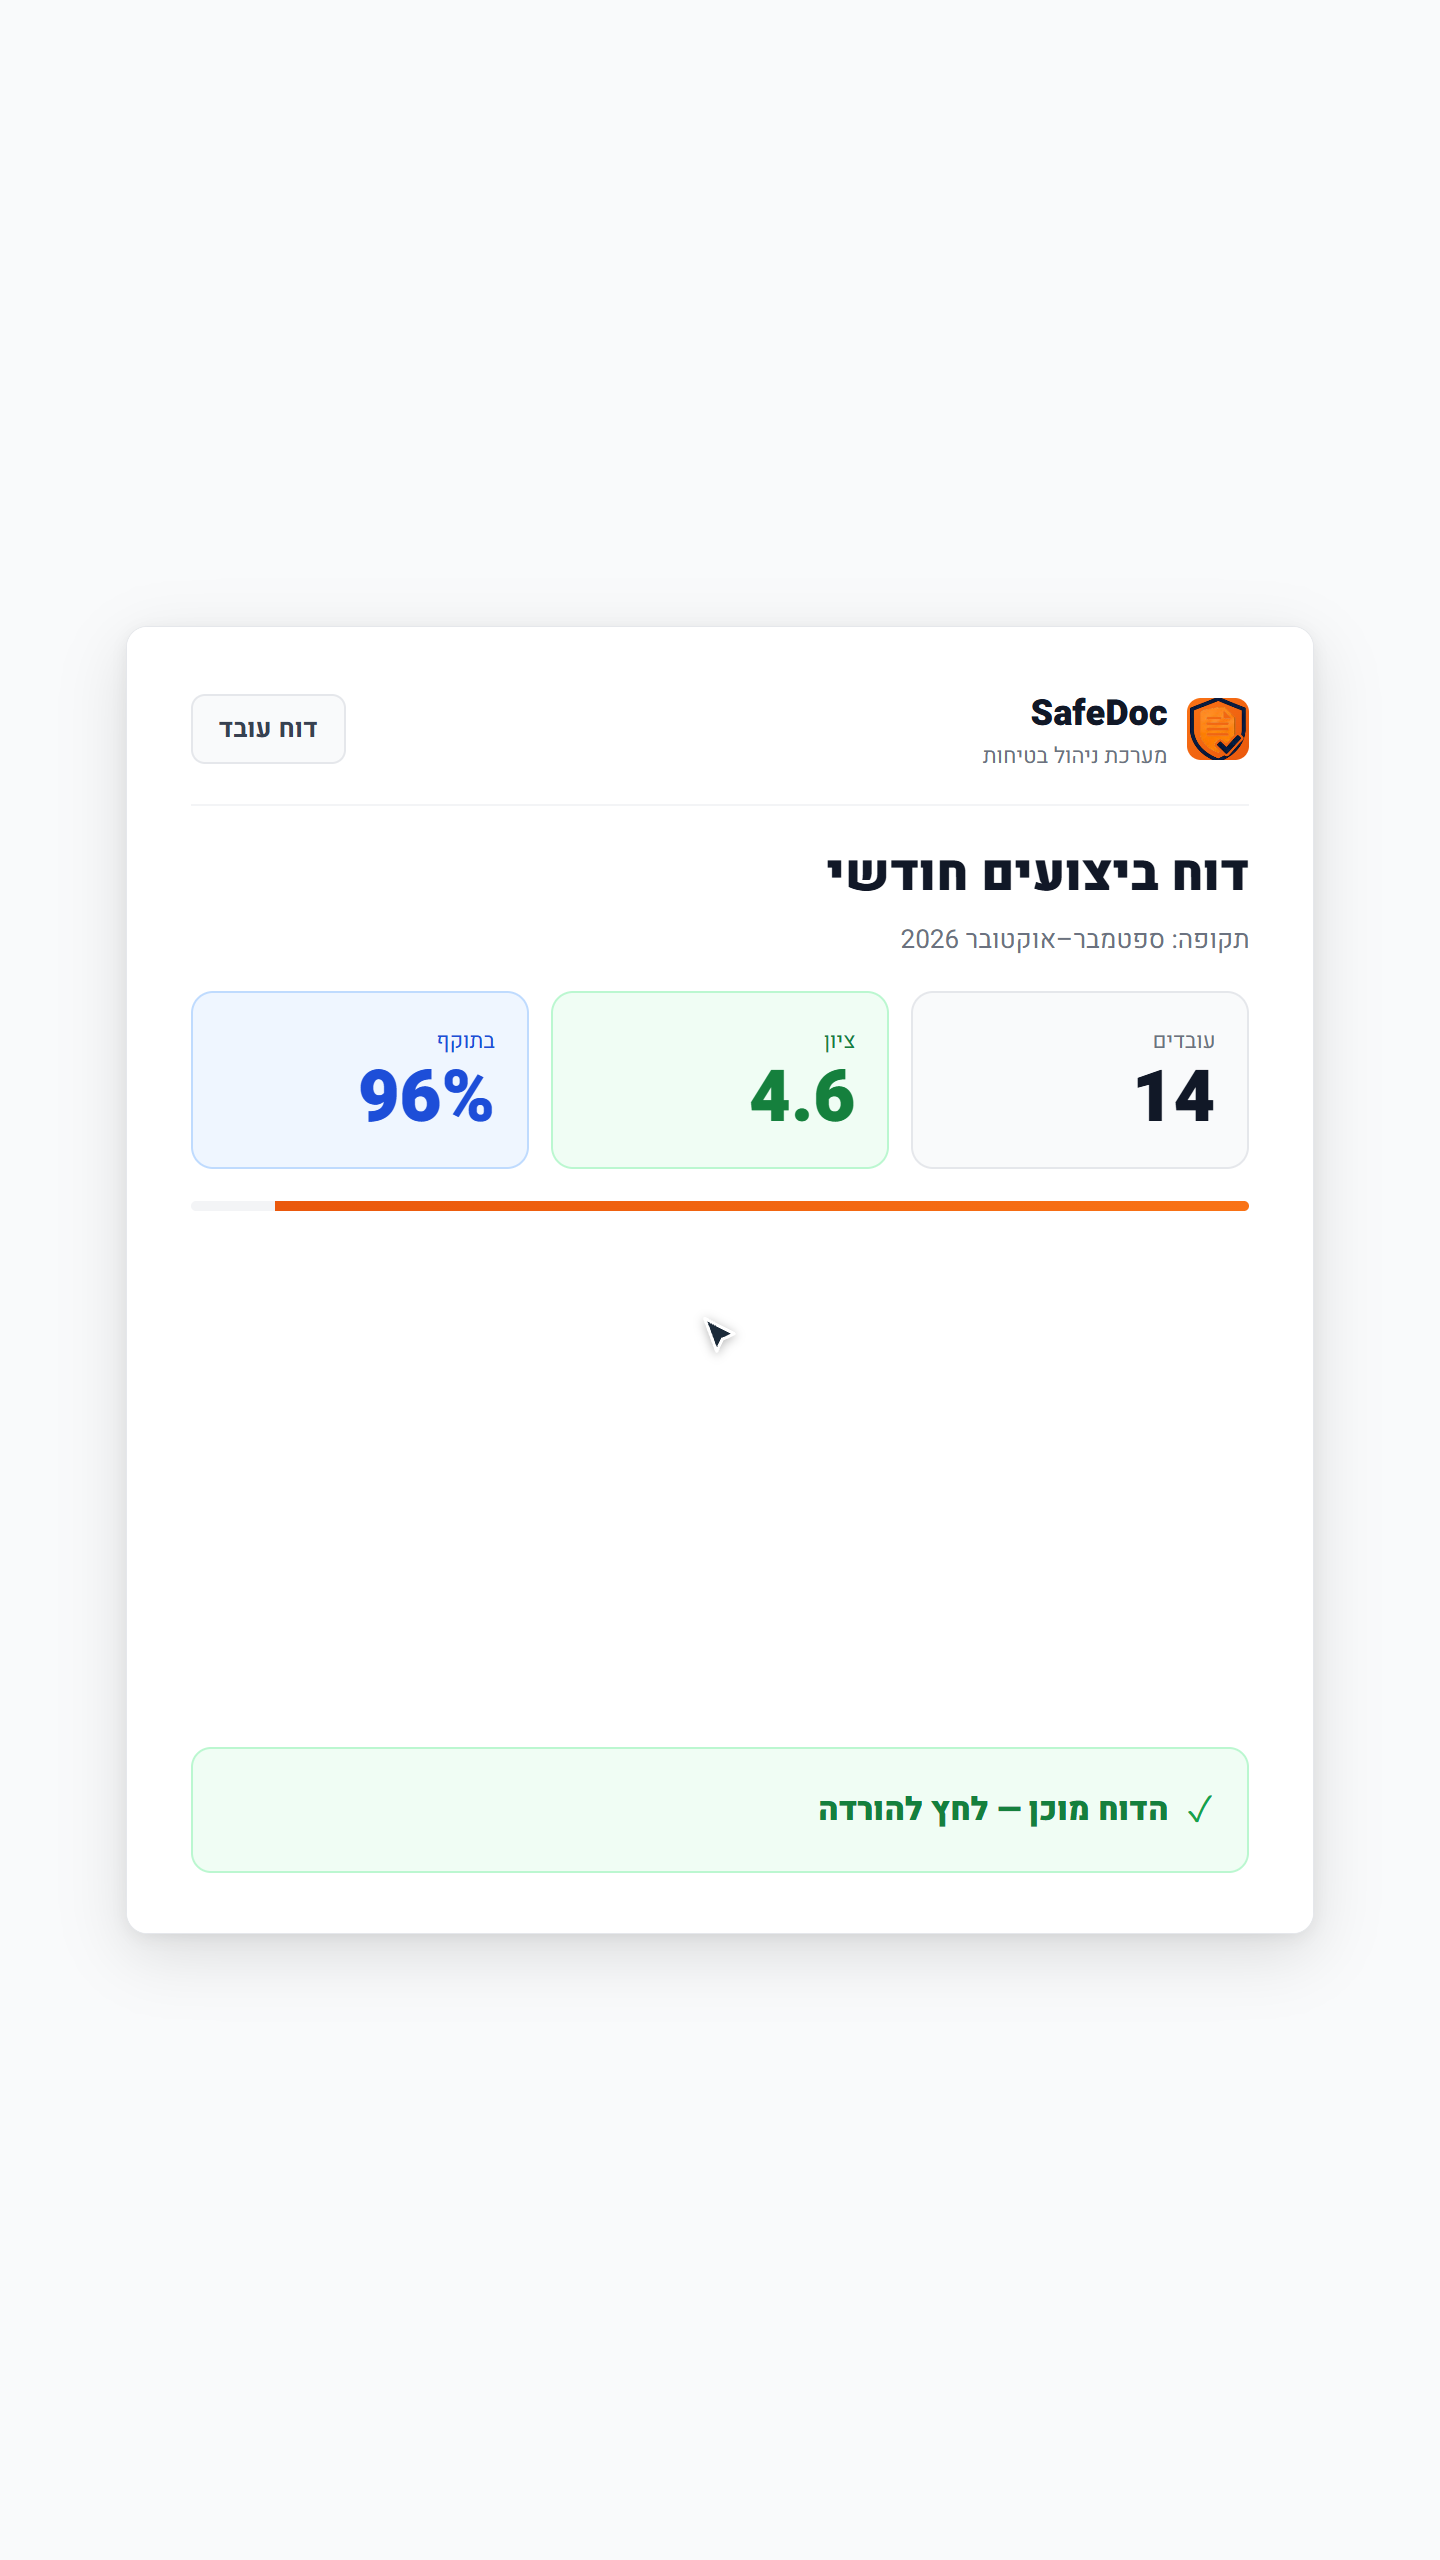 SafeDoc
מערכת ניהול בטיחות
דוח עובד
דוח ביצועים חודשי
תקופה: ספטמבר–אוקטובר 2026
עובדים
14
ציון
4.6
בתוקף
96%
✓ הדוח מוכן – לחץ להורדה